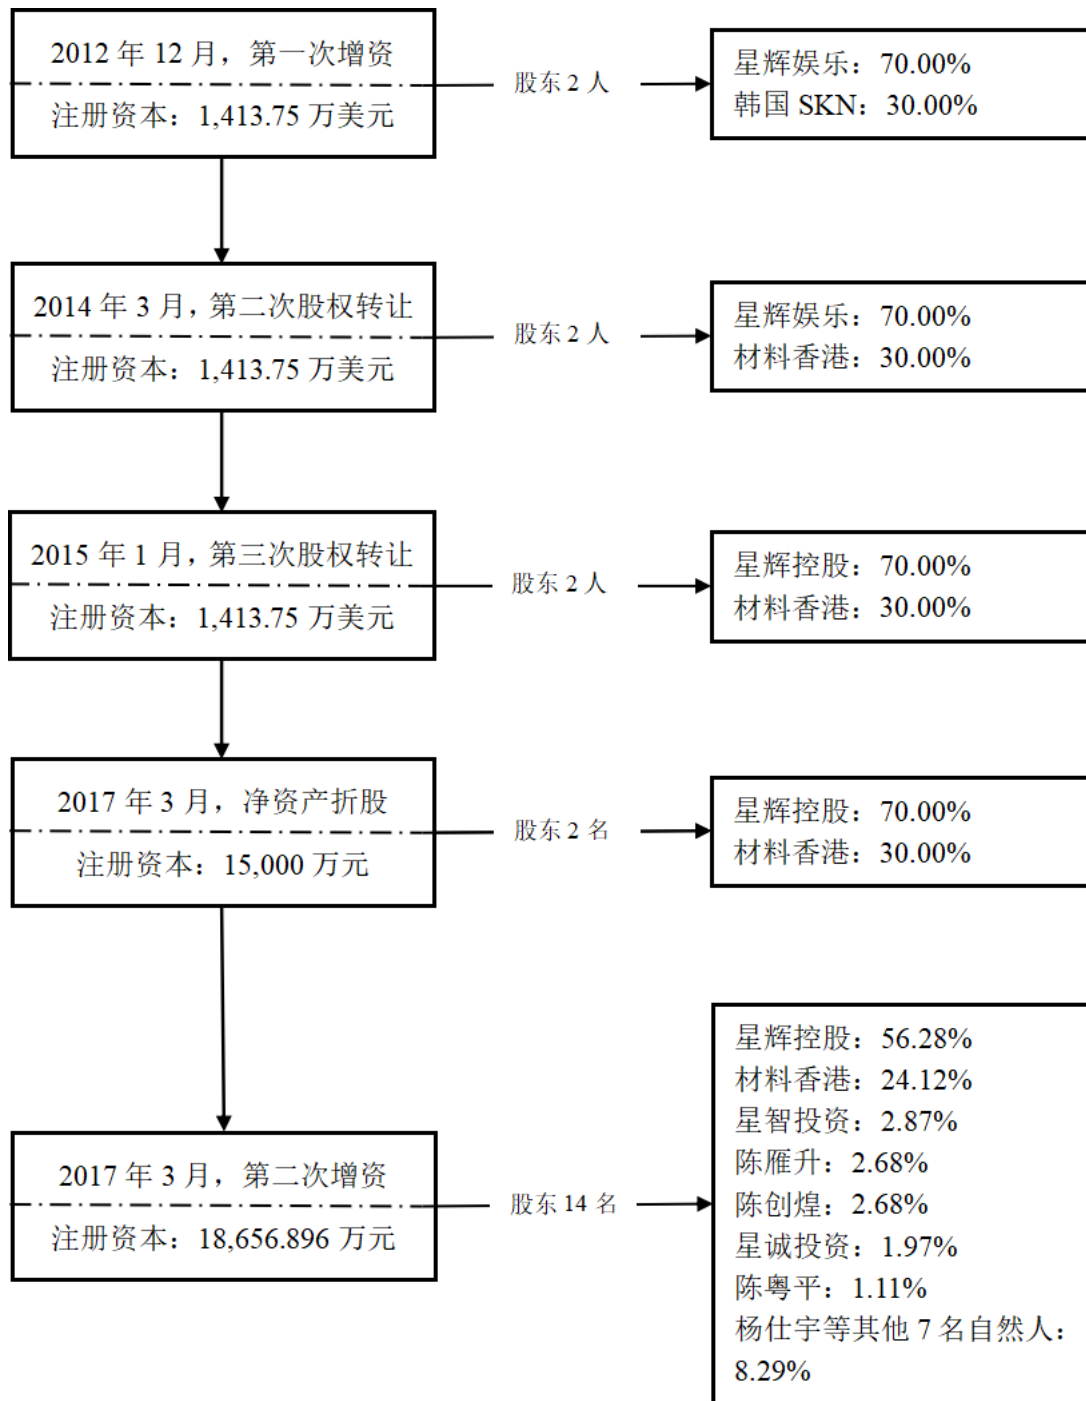 2012 年 12 月，第一次增资
注册资本：1,413.75 万美元
股东 2 人
星辉娱乐：70.00%
韩国 SKN：30.00%
2014 年 3 月，第二次股权转让
注册资本：1,413.75 万美元
股东 2 人
星辉娱乐：70.00%
材料香港：30.00%
2015 年 1 月，第三次股权转让
注册资本：1,413.75 万美元
股东 2 人
星辉控股：70.00%
材料香港：30.00%
2017 年 3 月，净资产折股
注册资本：15,000 万元
股东 2 名
星辉控股：70.00%
材料香港：30.00%
2017 年 3 月，第二次增资
注册资本：18,656.896 万元
股东 14 名
星辉控股：56.28%
材料香港：24.12%
星智投资：2.87%
陈雁升：2.68%
陈创煌：2.68%
星诚投资：1.97%
陈粤平：1.11%
杨仕宇等其他 7 名自然人：
8.29%